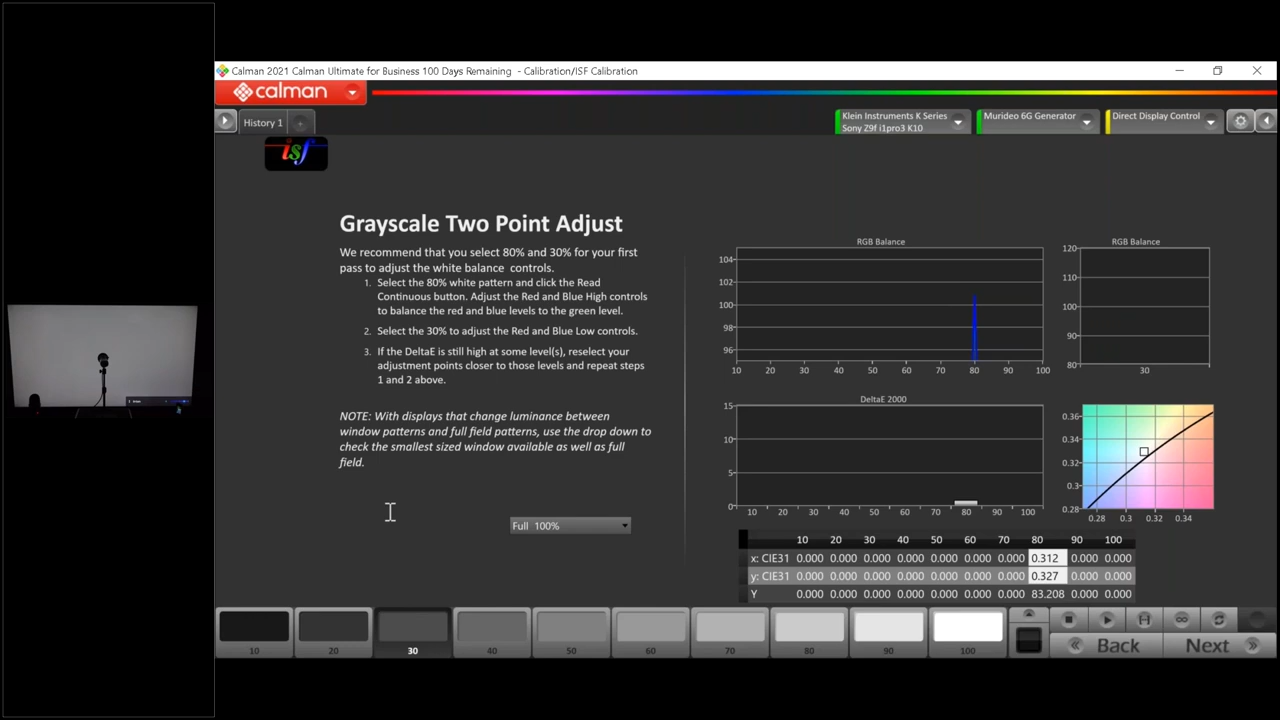 Calman 2021 Calman Ultimate for Business 100 Days Remaining - Calibration/ISF Calibration
calman
History 1
Klein Instruments K Series
Sony Z9f i1pro3 K10
Murideo 6G Generator
Direct Display Control
isf
Grayscale Two Point Adjust
We recommend that you select 80% and 30% for your first
pass to adjust the white balance controls.
1. Select the 80% white pattern and click the Read
Continuous button. Adjust the Red and Blue High controls
to balance the red and blue levels to the green level.
2. Select the 30% to adjust the Red and Blue Low controls.
3. If the DeltaE is still high at some level(s), reselect your
adjustment points closer to those levels and repeat steps
1 and 2 above.
NOTE: With displays that change luminance between
window patterns and full field patterns, use the drop down to
check the smallest sized window available as well as full
field.
Full 100%
RGB Balance
104
102
100
98
96
10 20 30 40 50 60 70 80 90 100
RGB Balance
120
110
100
90
80
30
DeltaE 2000
15
10
5
0
10 20 30 40 50 60 70 80 90 100
0.36
0.34
0.32
0.3
0.28
0.28 0.3 0.32 0.34
10 20 30 40 50 60 70 80 90 100
x: CIE31 0.000 0.000 0.000 0.000 0.000 0.000 0.000 0.312 0.000 0.000
y: CIE31 0.000 0.000 0.000 0.000 0.000 0.000 0.000 0.327 0.000 0.000
Y 0.000 0.000 0.000 0.000 0.000 0.000 0.000 83.208 0.000 0.000
10 20 30 40 50 60 70 80 90 100
Back Next